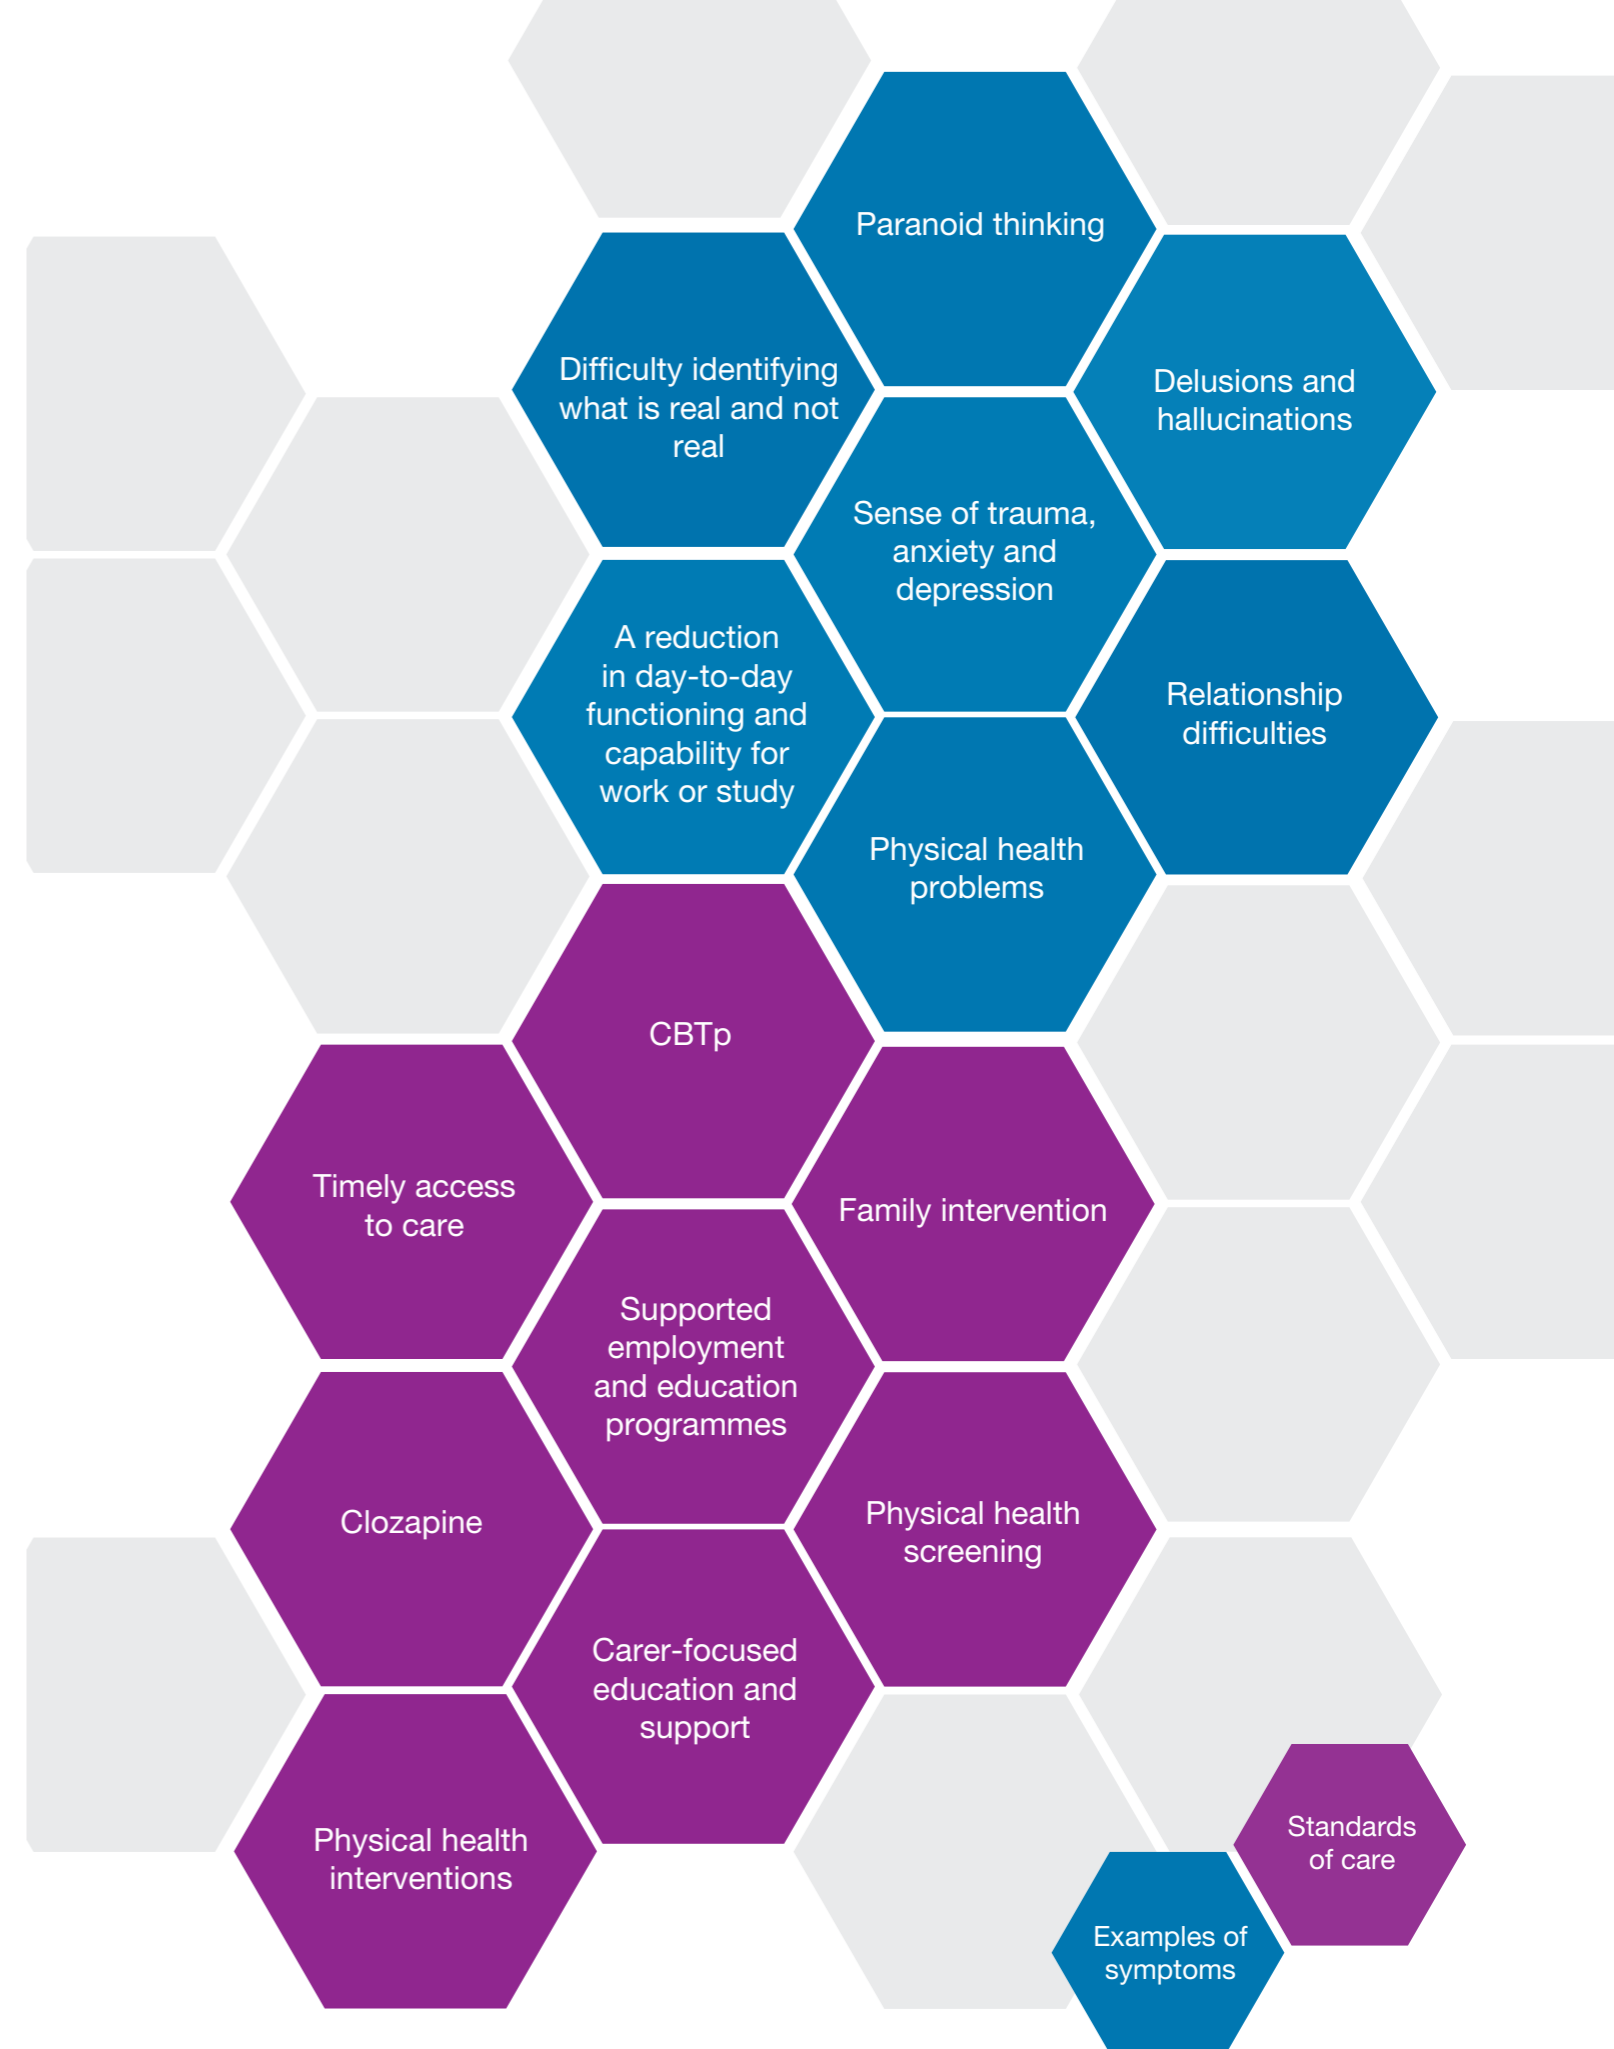 Paranoid thinking
Difficulty identifying
what is real and not
real
Delusions and
hallucinations
Sense of trauma,
anxiety and
depression
A reduction
in day-to-day
functioning and
capability for
work or study
Relationship
difficulties
Physical health
problems
CBTp
Timely access
to care
Family intervention
Supported
employment
and education
programmes
Clozapine
Physical health
screening
Carer-focused
education and
support
Physical health
interventions
Standards
of care
Examples of
symptoms